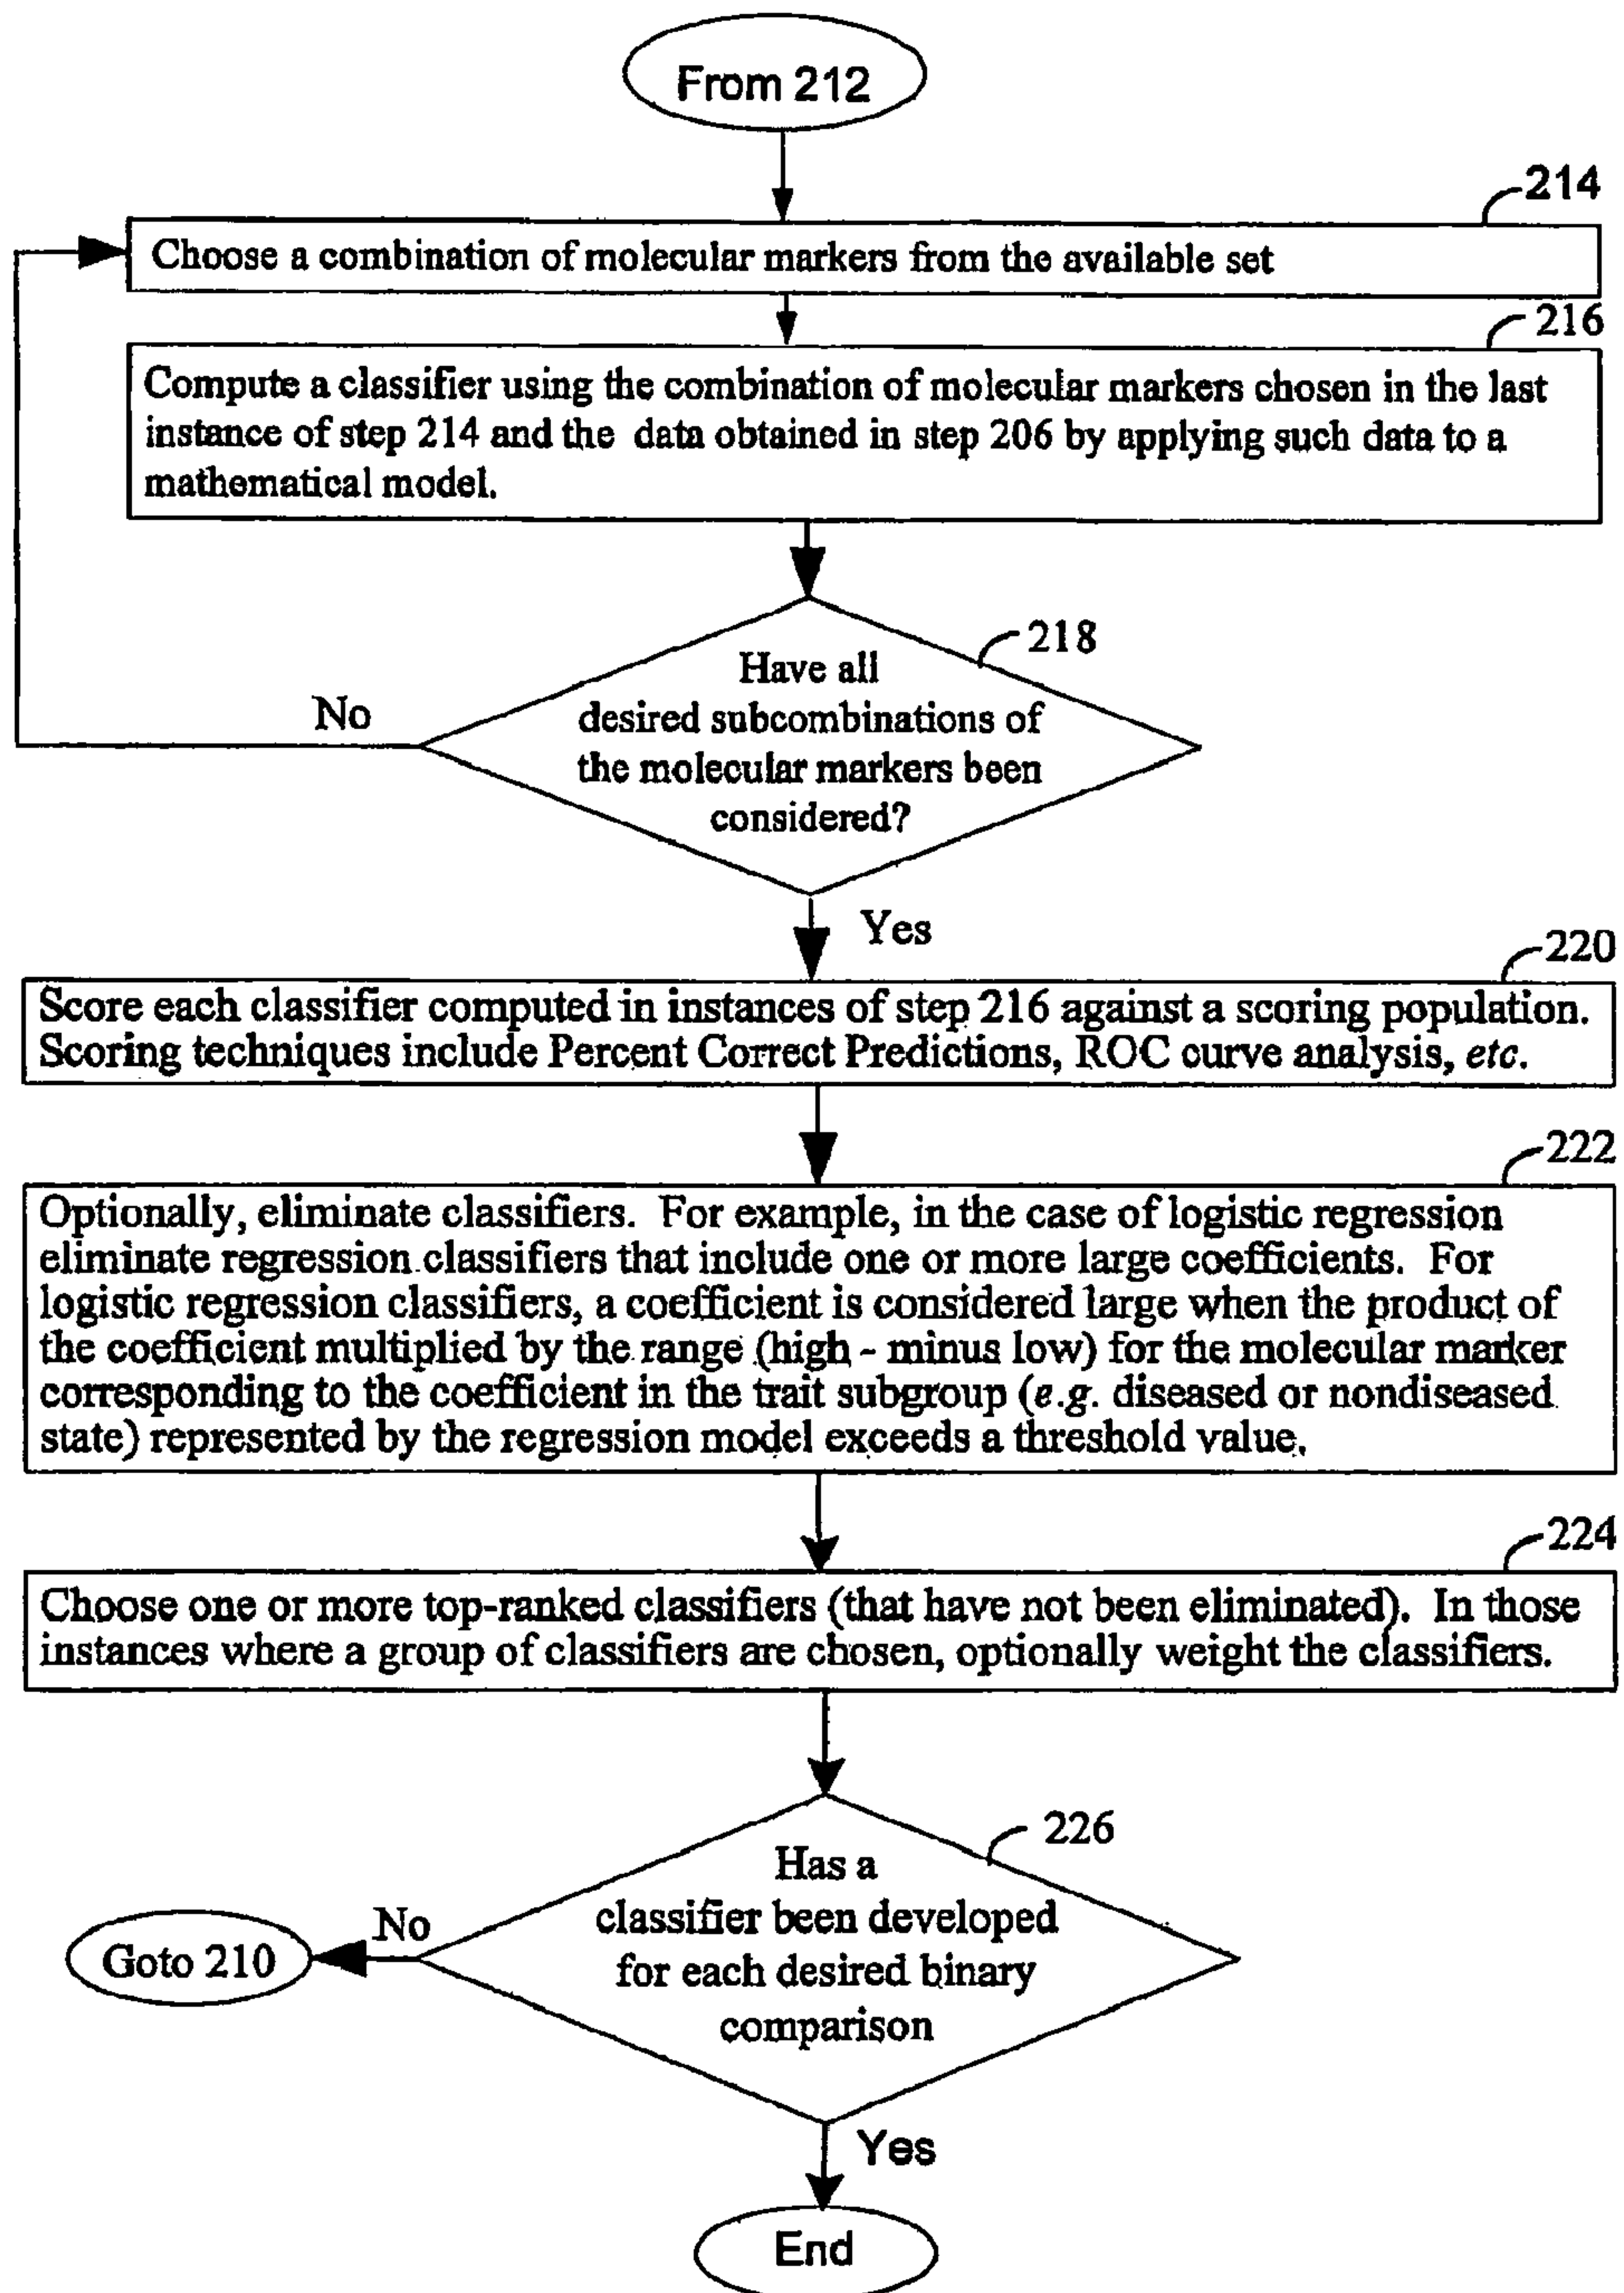 From 212
214
Choose a combination of molecular markers from the available set
216
Compute a classifier using the combination of molecular markers chosen in the last
instance of step 214 and the data obtained in step 206 by applying such data to a
mathematical model.
218
Have all
desired subcombinations of
the molecular markers been
considered?
No
Yes
220
Score each classifier computed in instances of step 216 against a scoring population.
Scoring techniques include Percent Correct Predictions, ROC curve analysis, etc.
222
Optionally, eliminate classifiers. For example, in the case of logistic regression
eliminate regression classifiers that include one or more large coefficients. For
logistic regression classifiers, a coefficient is considered large when the product of
the coefficient multiplied by the range (high - minus low) for the molecular marker
corresponding to the coefficient in the trait subgroup (e.g. diseased or nondiseased
state) represented by the regression model exceeds a threshold value.
224
Choose one or more top-ranked classifiers (that have not been eliminated). In those
instances where a group of classifiers are chosen, optionally weight the classifiers.
226
Has a
classifier been developed
for each desired binary
comparison
No
Goto 210
Yes
End